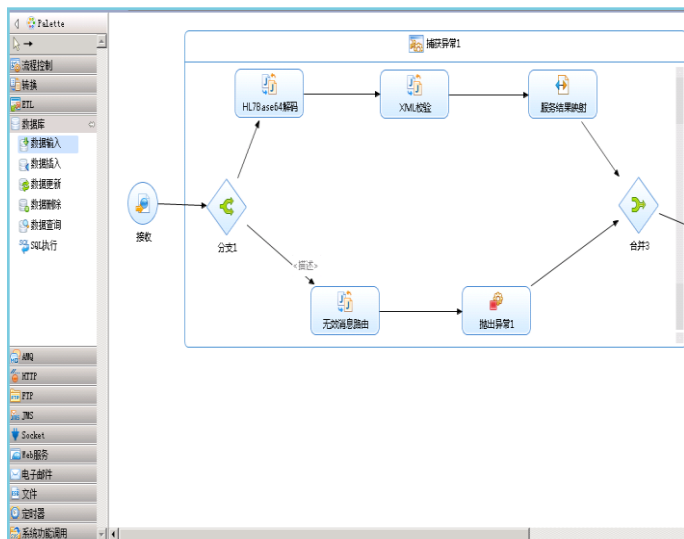 Palette
流程控制
转换
ETL
数据库
数据输入
数据插入
数据更新
数据删除
数据查询
SQL执行
AMQ
HTTP
FTP
JMS
Socket
Web服务
电子邮件
文件
定时器
系统功能调用
捕获异常1
HL7Base64解码
XML校验
服务结果映射
接收
分支1
合并3
<描述>
无效消息路由
抛出异常1